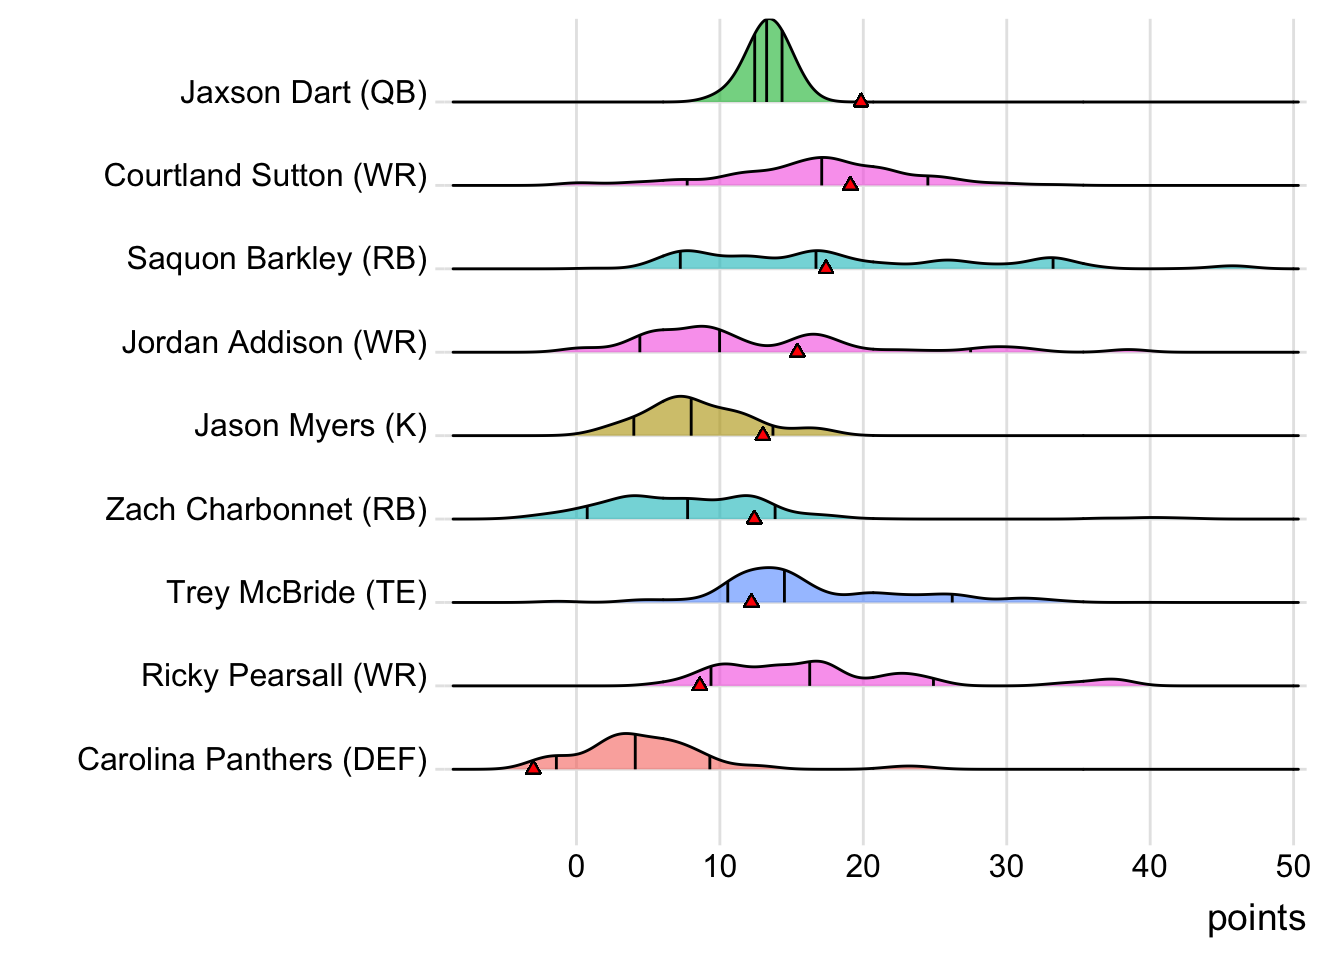 Jaxson Dart (QB)
Courtland Sutton (WR)
Saquon Barkley (RB)
Jordan Addison (WR)
Jason Myers (K)
Zach Charbonnet (RB)
Trey McBride (TE)
Ricky Pearsall (WR)
Carolina Panthers (DEF)
0 10 20 30 40 50
points